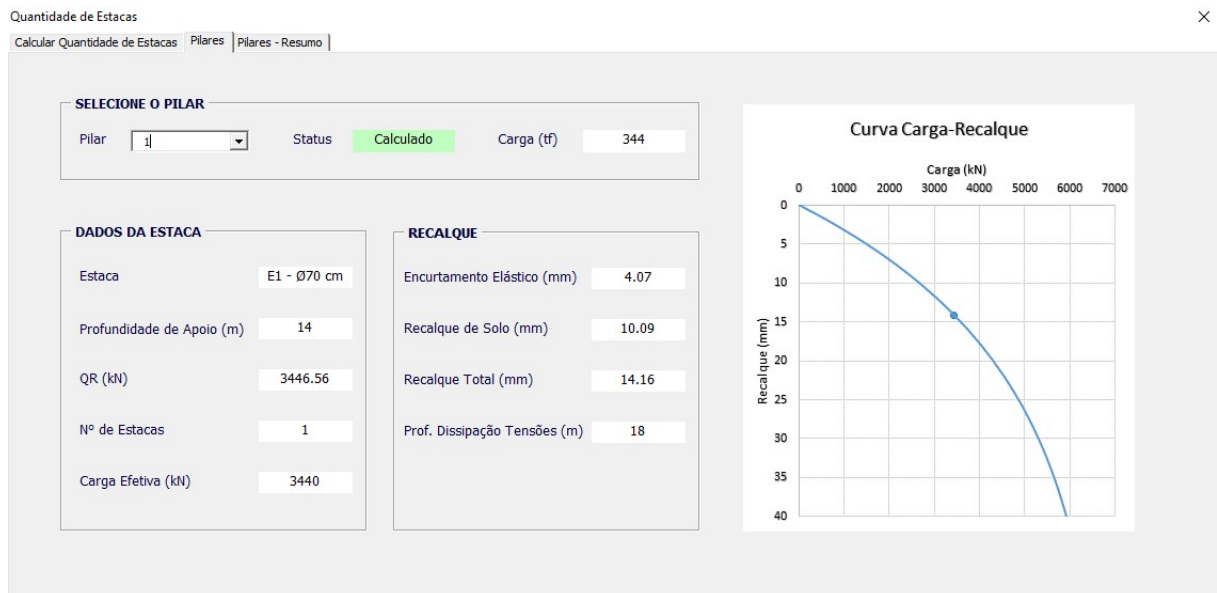 Quantidade de Estacas
Calcular Quantidade de Estacas Pilares Pilares - Resumo
SELECIONE O PILAR
Pilar 1 Status Calculado Carga (tf) 344
DADOS DA ESTACA
Estaca E1 - Ø70 cm
Profundidade de Apoio (m) 14
QR (kN) 3446.56
Nº de Estacas 1
Carga Efetiva (kN) 3440
RECALQUE
Encurtamento Elástico (mm) 4.07
Recalque de Solo (mm) 10.09
Recalque Total (mm) 14.16
Prof. Dissipação Tensões (m) 18
Curva Carga-Recalque
Carga (kN)
0 1000 2000 3000 4000 5000 6000 7000
Recalque (mm)
0
5
10
15
20
25
30
35
40